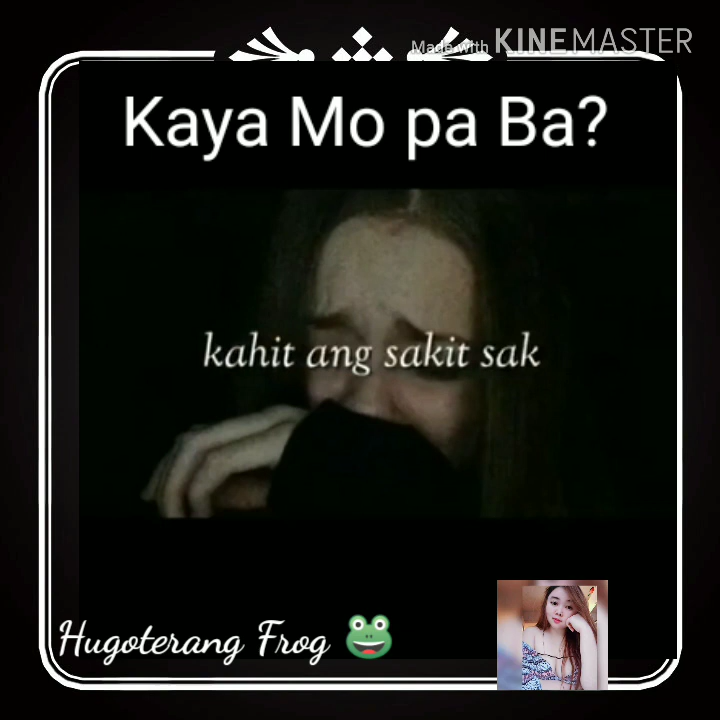 Made with KINEMASTER
Kaya Mo pa Ba?
kahit ang sakit sak
Hugoterang Frog 🐸